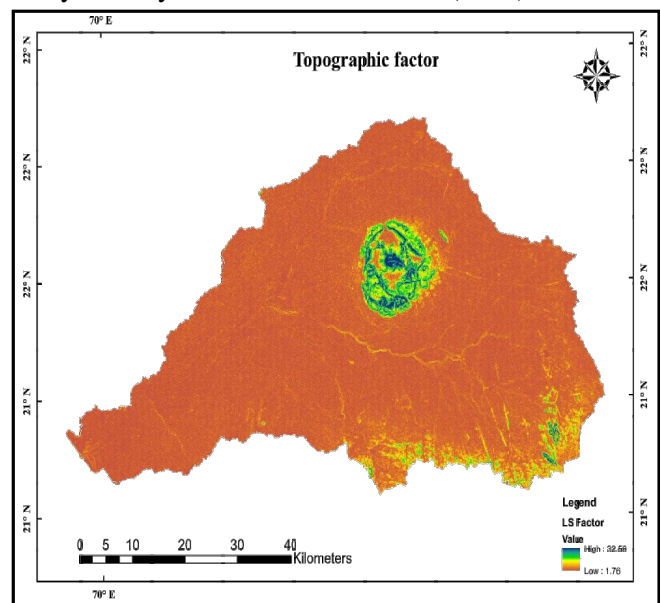 70° E
Topographic factor
22° N
22° N
22° N
22° N
22° N
22° N
21° N
21° N
21° N
21° N
Legend
LS Factor
Value
High : 32.58
Low : 1.76
0 5 10 20 30 40
Kilometers
70° E